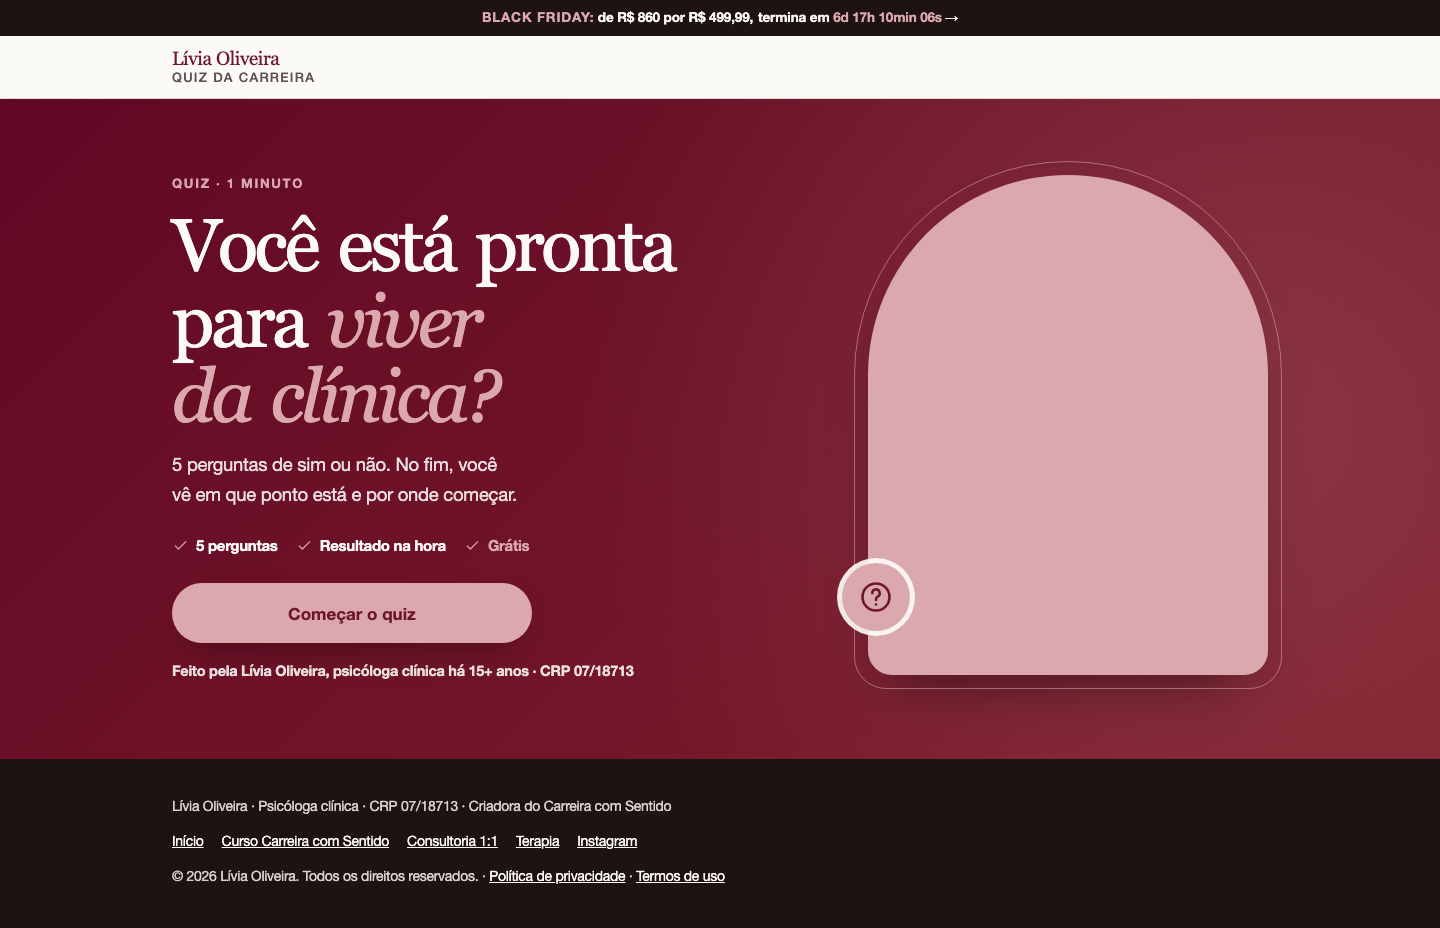 BLACK FRIDAY: de R$ 860 por R$ 499,99, termina em 6d 17h 10min 06s →
Lívia Oliveira
QUIZ DA CARREIRA
QUIZ · 1 MINUTO
Você está pronta
para viver
da clínica?
5 perguntas de sim ou não. No fim, você
vê em que ponto está e por onde começar.
5 perguntas Resultado na hora Grátis
Começar o quiz
?
Feito pela Lívia Oliveira, psicóloga clínica há 15+ anos · CRP 07/18713
Lívia Oliveira · Psicóloga clínica · CRP 07/18713 · Criadora do Carreira com Sentido
Início Curso Carreira com Sentido Consultoria 1:1 Terapia Instagram
© 2026 Lívia Oliveira. Todos os direitos reservados. · Política de privacidade · Termos de uso